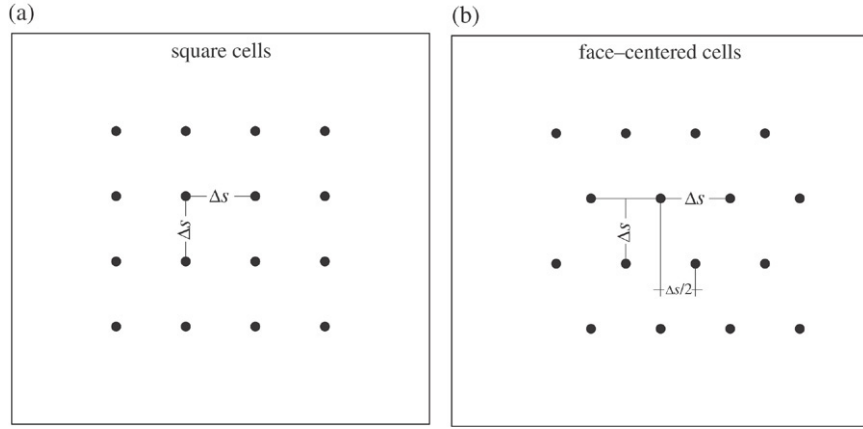 (a)
square cells
Δs
Δs
(b)
face–centered cells
Δs
Δs
Δs/2